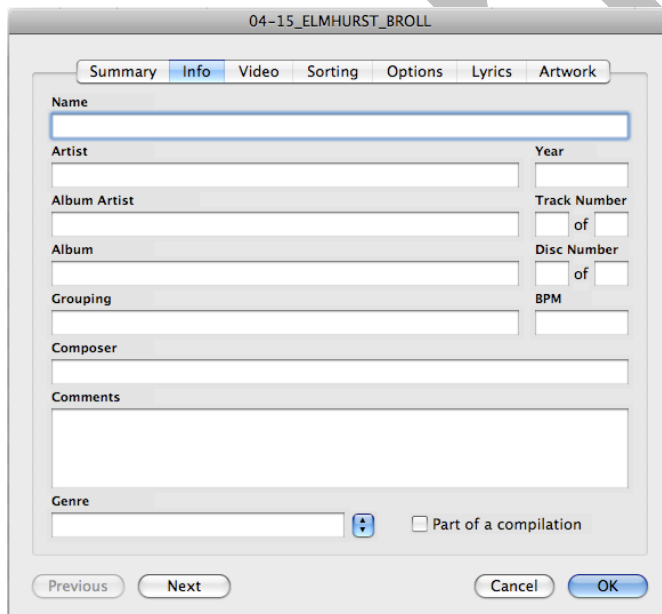 04-15_ELMHURST_BROLL
Summary Info Video Sorting Options Lyrics Artwork
Name
Artist Year
Album Artist Track Number
of
Album Disc Number
of
Grouping BPM
Composer
Comments
Genre
Part of a compilation
Previous Next Cancel OK